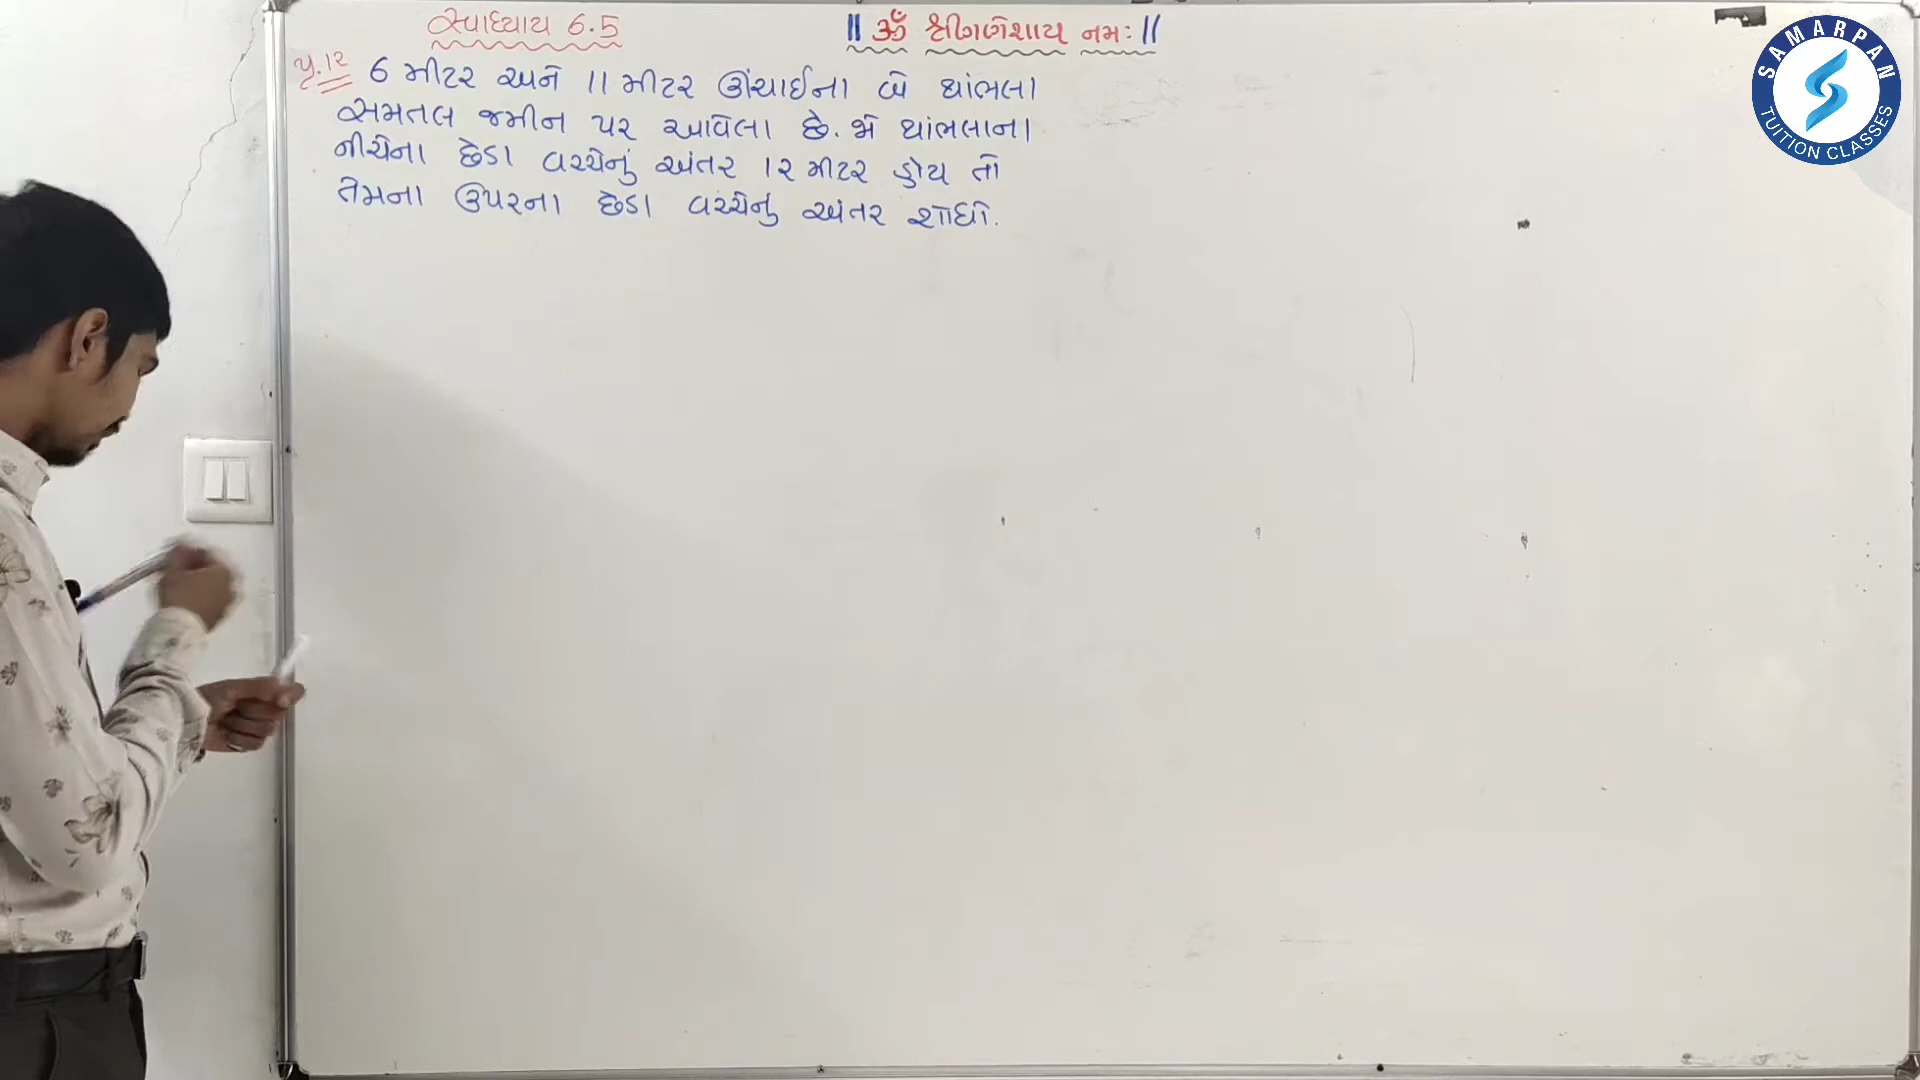 સ્વાધ્યાય 6.5
|| ૐ શ્રી ગણેશાય નમઃ ||
પ્ર.12 6 મીટર અને 11 મીટર ઊંચાઈના બે થાંભલા
સમતલ જમીન પર આવેલા છે. જો થાંભલાના
નીચેના છેડા વચ્ચેનું અંતર 12 મીટર હોય તો
તેમના ઉપરના છેડા વચ્ચેનું અંતર શોધો.
SAMARPAN
TUITION CLASSES